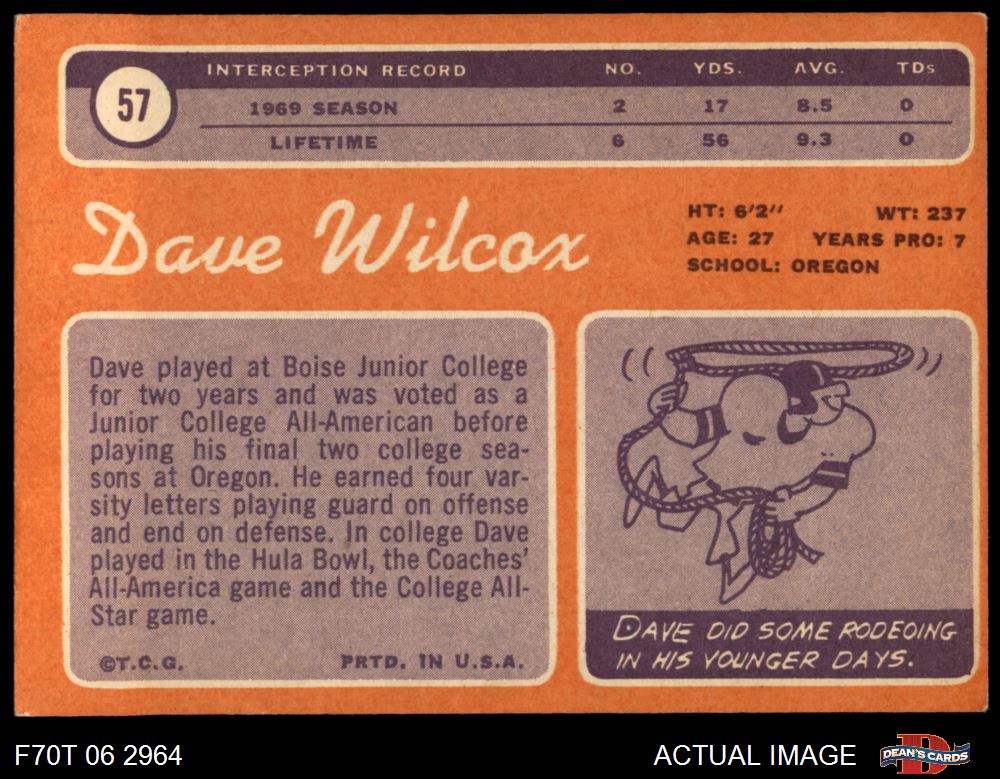 57
INTERCEPTION RECORD NO. YDS. AVG. TDs
1969 SEASON 2 17 8.5 0
LIFETIME 6 56 9.3 0
Dave Wilcox
HT: 6'2'' WT: 237
AGE: 27 YEARS PRO: 7
SCHOOL: OREGON
Dave played at Boise Junior College
for two years and was voted as a
Junior College All-American before
playing his final two college sea-
sons at Oregon. He earned four var-
sity letters playing guard on offense
and end on defense. In college Dave
played in the Hula Bowl, the Coaches'
All-America game and the College All-
Star game.
©T.C.G. PRTD. IN U.S.A.
DAVE DID SOME RODEOING
IN HIS YOUNGER DAYS.
F70T 06 2964
ACTUAL IMAGE
DEAN'S CARDS